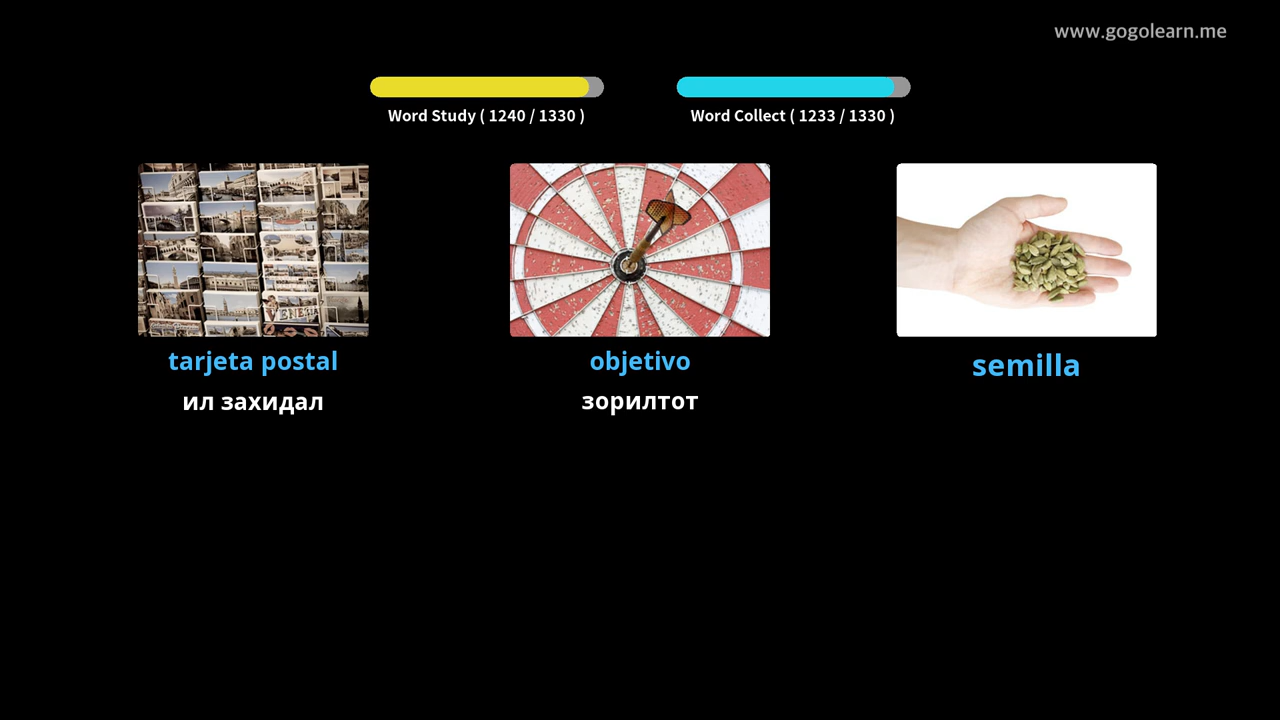 www.gogolearn.me
Word Study ( 1240 / 1330 )
Word Collect ( 1233 / 1330 )
tarjeta postal
ил захидал
objetivo
зорилтот
semilla